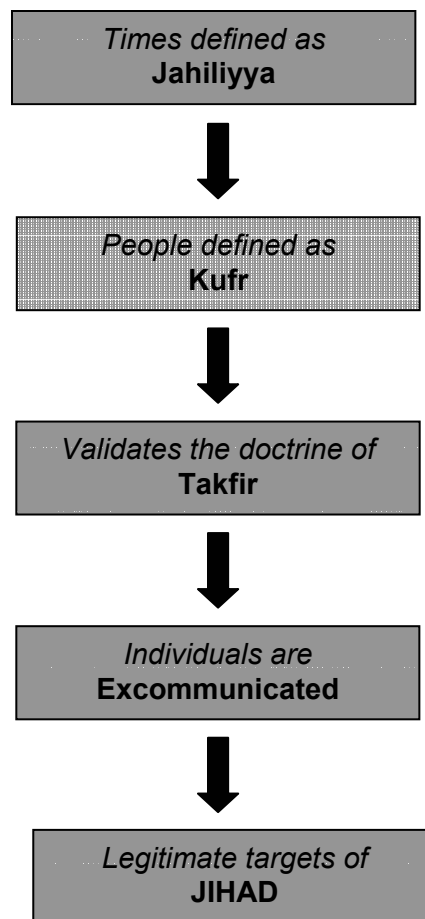 Times defined as
Jahiliyya
People defined as
Kufr
Validates the doctrine of
Takfir
Individuals are
Excommunicated
Legitimate targets of
JIHAD